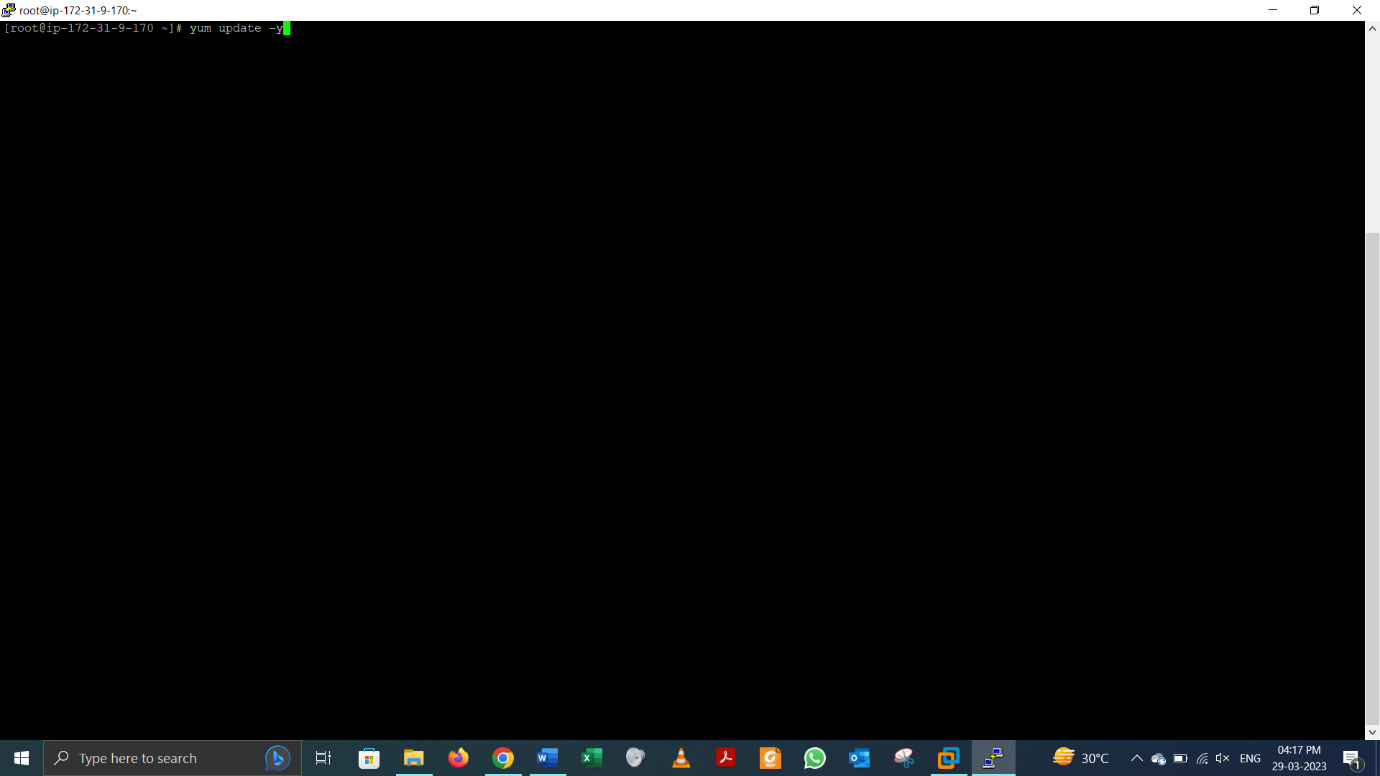 root@ip-172-31-9-170:~
[root@ip-172-31-9-170 ~]# yum update -y
Type here to search
30°C
ENG
04:17 PM
29-03-2023
1